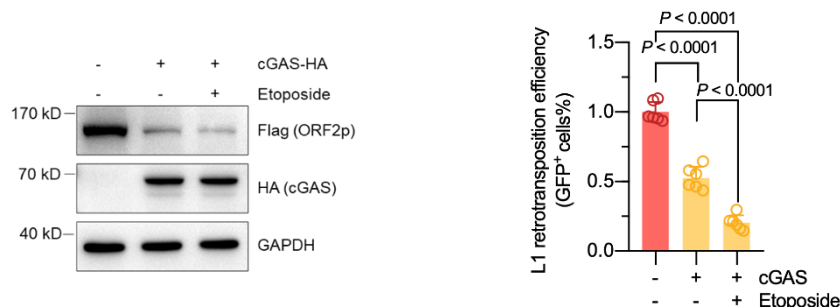 - + + cGAS-HA
- - + Etoposide
170 kD
Flag (ORF2p)
70 kD
HA (cGAS)
40 kD
GAPDH
L1 retrotransposition efficiency
(GFP⁺ cells%)
P < 0.0001
P < 0.0001
P < 0.0001
1.5
1.0
0.5
0.0
- + + cGAS
- - + Etoposide